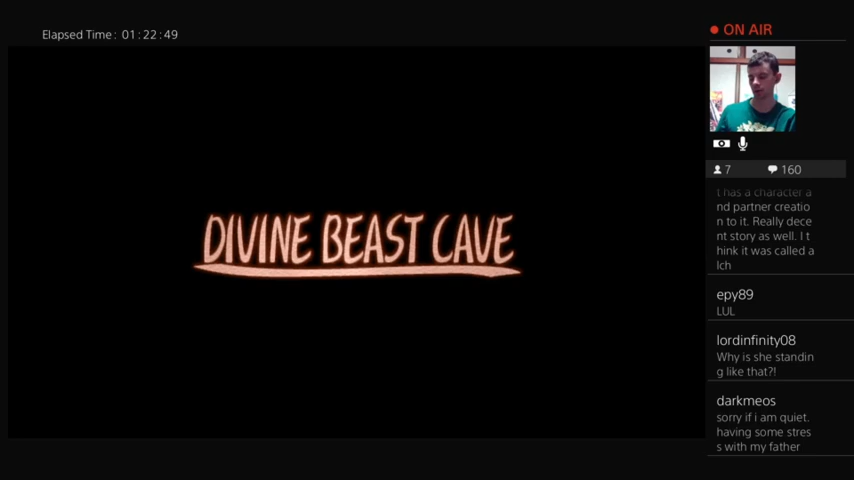 Elapsed Time: 01:22:49
ON AIR
7 160
DIVINE BEAST CAVE
t has a character a
nd partner creatio
n to it. Really dece
nt story as well. I t
hink it was called a
lch
epy89
LUL
lordinfinity08
Why is she standin
g like that?!
darkmeos
sorry if i am quiet.
having some stres
s with my father